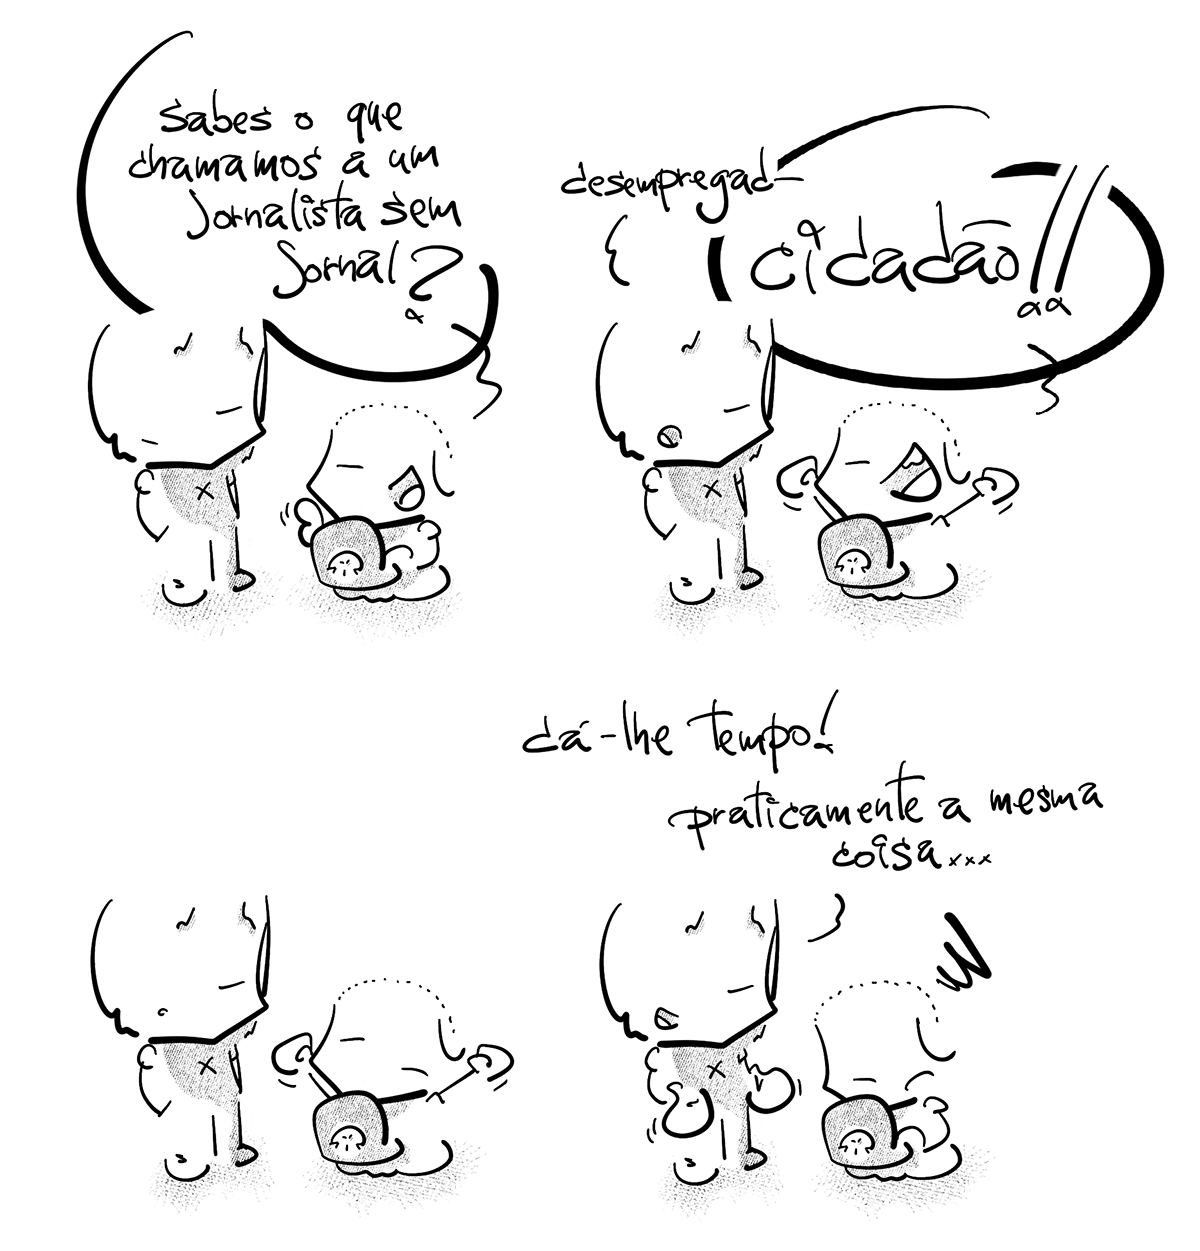 sabes o que
chamamos a um
jornalista sem
jornal?
desempregad-
cidadão!!
dá-lhe tempo!
praticamente a mesma
coisa...